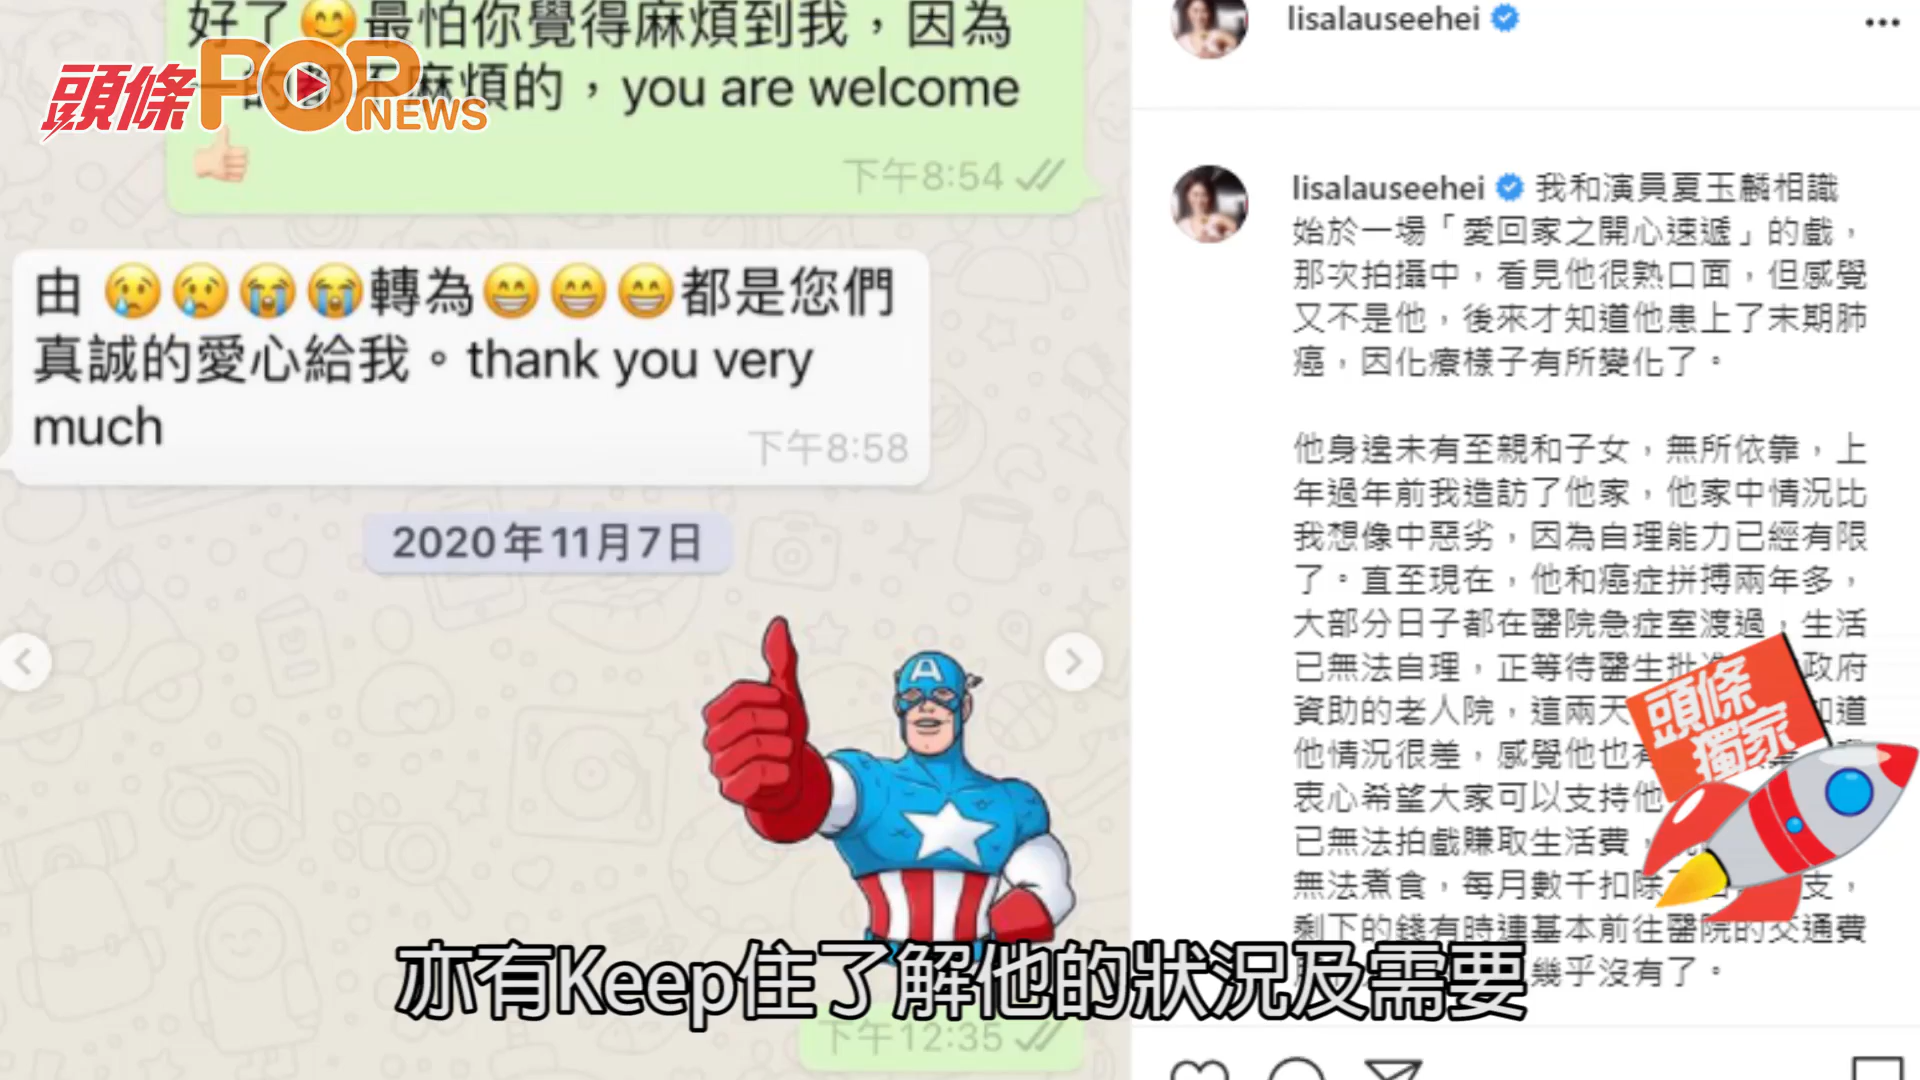 好了😊最怕你覺得麻煩到我，因為
的都不麻煩的，you are welcome
👍🏻
下午8:54
頭條POPNEWS
由 😢😢😭😭轉為😁😁😁都是您們
真誠的愛心給我。thank you very
much
下午8:58
2020年11月7日
A
下午12:35
lisalauseehei
lisalauseehei 我和演員夏玉麟相識
始於一場「愛回家之開心速遞」的戲，
那次拍攝中，看見他很熟口面，但感覺
又不是他，後來才知道他患上了末期肺
癌，因化療樣子有所變化了。
他身邊未有至親和子女，無所依靠，上
年過年前我造訪了他家，他家中情況比
我想像中惡劣，因為自理能力已經有限
了。直至現在，他和癌症拼搏兩年多，
大部分日子都在醫院急症室渡過，生活
已無法自理，正等待醫生批 政府
資助的老人院，這兩天 知道
他情況很差，感覺他也有
衷心希望大家可以支持他
已無法拍戲賺取生活費，
無法煮食，每月數千扣除 支，
剩下的錢有時連基本前往醫院的交通費
幾乎沒有了。
頭條
獨家
亦有Keep住了解他的狀況及需要